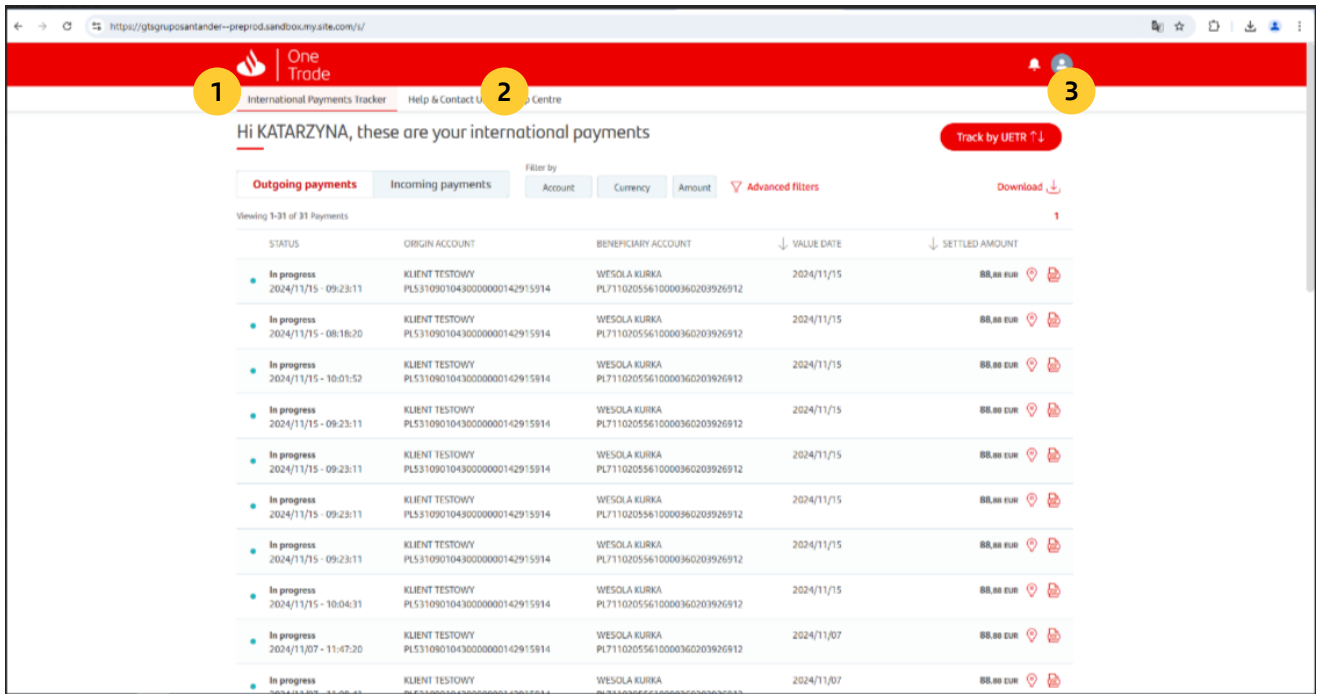 https://gtsgruposantander--preprod.sandbox.my.site.com/s/
One
Trade
1
2
3
International Payments Tracker
Help & Contact U
Centre
Hi KATARZYNA, these are your international payments
Track by UETR
Filter by
Outgoing payments
Incoming payments
Account
Currency
Amount
Advanced filters
Download
Viewing 1-31 of 31 Payments
1
STATUS ORIGIN ACCOUNT BENEFICIARY ACCOUNT VALUE DATE SETTLED AMOUNT
In progress KLIENT TESTOWY WESOLA KURKA 2024/11/15 88,88 EUR
2024/11/15 - 09:23:11 PL53109010430000000142915914 PL71102055610000360203926912
In progress KLIENT TESTOWY WESOLA KURKA 2024/11/15 88,88 EUR
2024/11/15 - 08:18:20 PL53109010430000000142915914 PL71102055610000360203926912
In progress KLIENT TESTOWY WESOLA KURKA 2024/11/15 88,88 EUR
2024/11/15 - 10:01:52 PL53109010430000000142915914 PL71102055610000360203926912
In progress KLIENT TESTOWY WESOLA KURKA 2024/11/15 88,88 EUR
2024/11/15 - 09:23:11 PL53109010430000000142915914 PL71102055610000360203926912
In progress KLIENT TESTOWY WESOLA KURKA 2024/11/15 88,88 EUR
2024/11/15 - 09:23:11 PL53109010430000000142915914 PL71102055610000360203926912
In progress KLIENT TESTOWY WESOLA KURKA 2024/11/15 88,88 EUR
2024/11/15 - 09:23:11 PL53109010430000000142915914 PL71102055610000360203926912
In progress KLIENT TESTOWY WESOLA KURKA 2024/11/15 88,88 EUR
2024/11/15 - 09:23:11 PL53109010430000000142915914 PL71102055610000360203926912
In progress KLIENT TESTOWY WESOLA KURKA 2024/11/15 88,88 EUR
2024/11/15 - 10:04:31 PL53109010430000000142915914 PL71102055610000360203926912
In progress KLIENT TESTOWY WESOLA KURKA 2024/11/07 88,88 EUR
2024/11/07 - 11:47:20 PL53109010430000000142915914 PL71102055610000360203926912
In progress KLIENT TESTOWY WESOLA KURKA 2024/11/07 88,88 EUR